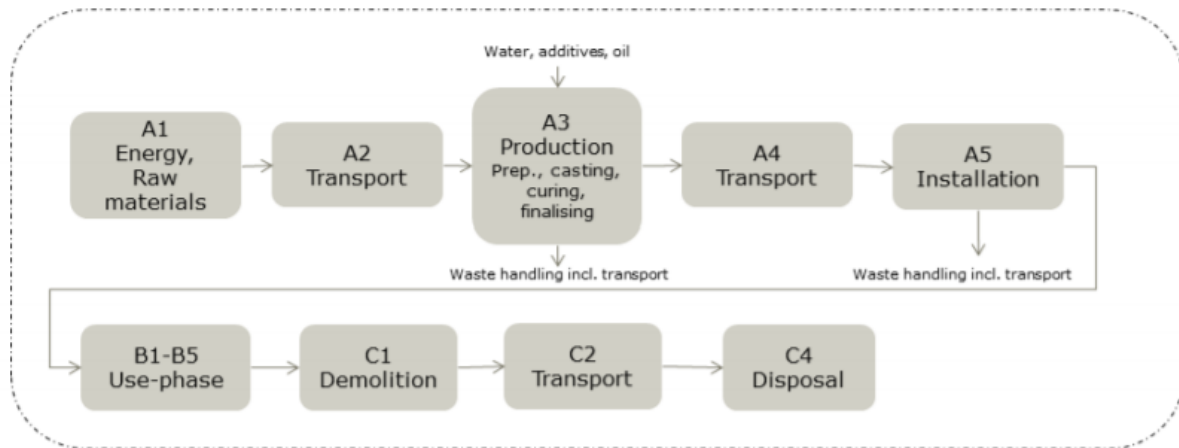 Water, additives, oil
A1
Energy,
Raw
materials
A2
Transport
A3
Production
Prep., casting,
curing,
finalising
A4
Transport
A5
Installation
Waste handling incl. transport
Waste handling incl. transport
B1-B5
Use-phase
C1
Demolition
C2
Transport
C4
Disposal